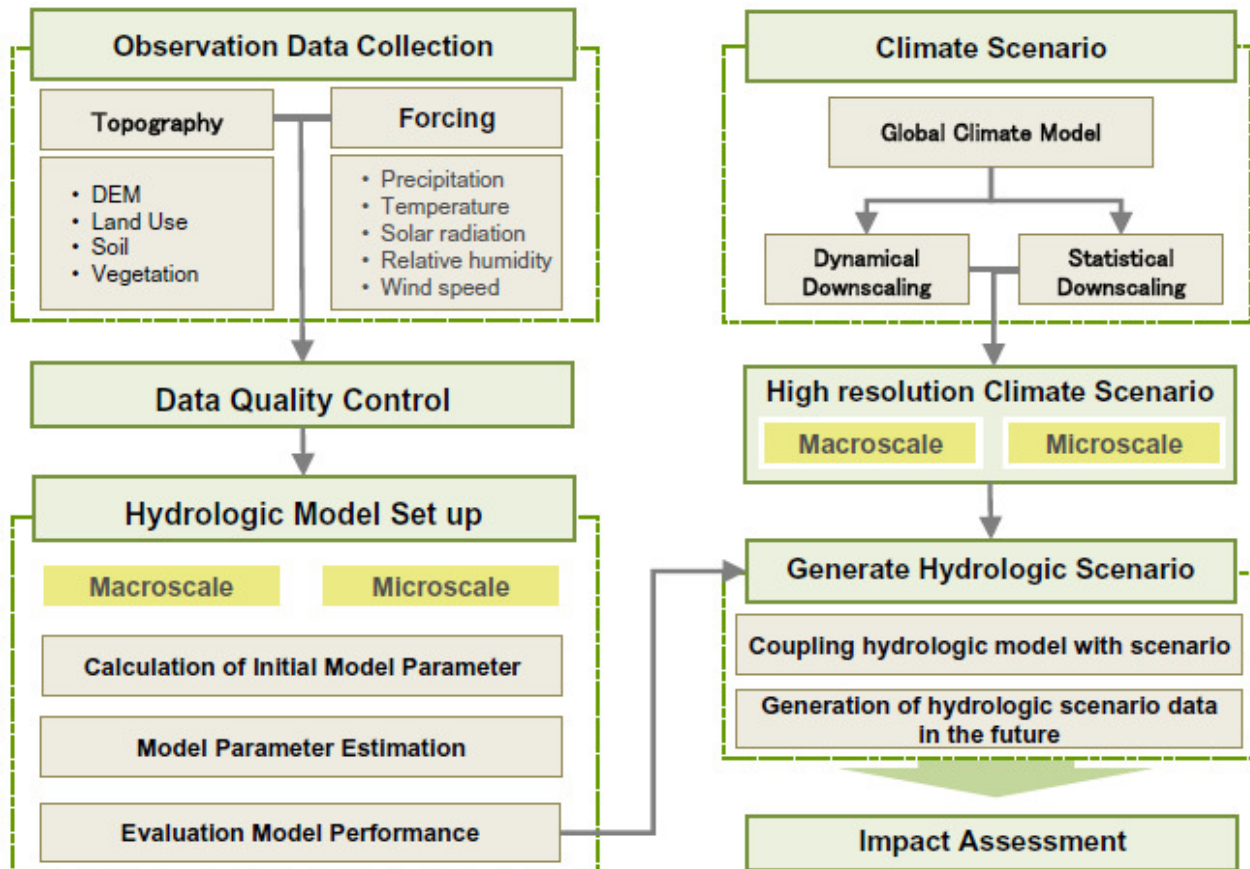 Observation Data Collection
Topography
• DEM
• Land Use
• Soil
• Vegetation
Forcing
• Precipitation
• Temperature
• Solar radiation
• Relative humidity
• Wind speed
Data Quality Control
Hydrologic Model Set up
Macroscale
Microscale
Calculation of Initial Model Parameter
Model Parameter Estimation
Evaluation Model Performance
Climate Scenario
Global Climate Model
Dynamical
Downscaling
Statistical
Downscaling
High resolution Climate Scenario
Macroscale
Microscale
Generate Hydrologic Scenario
Coupling hydrologic model with scenario
Generation of hydrologic scenario data
in the future
Impact Assessment